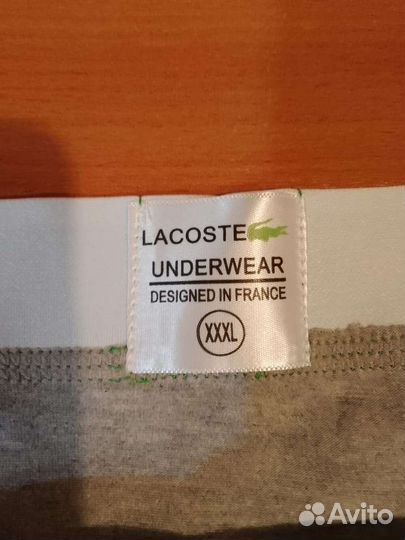 LACOSTE
UNDERWEAR
DESIGNED IN FRANCE
XXXL
Avito